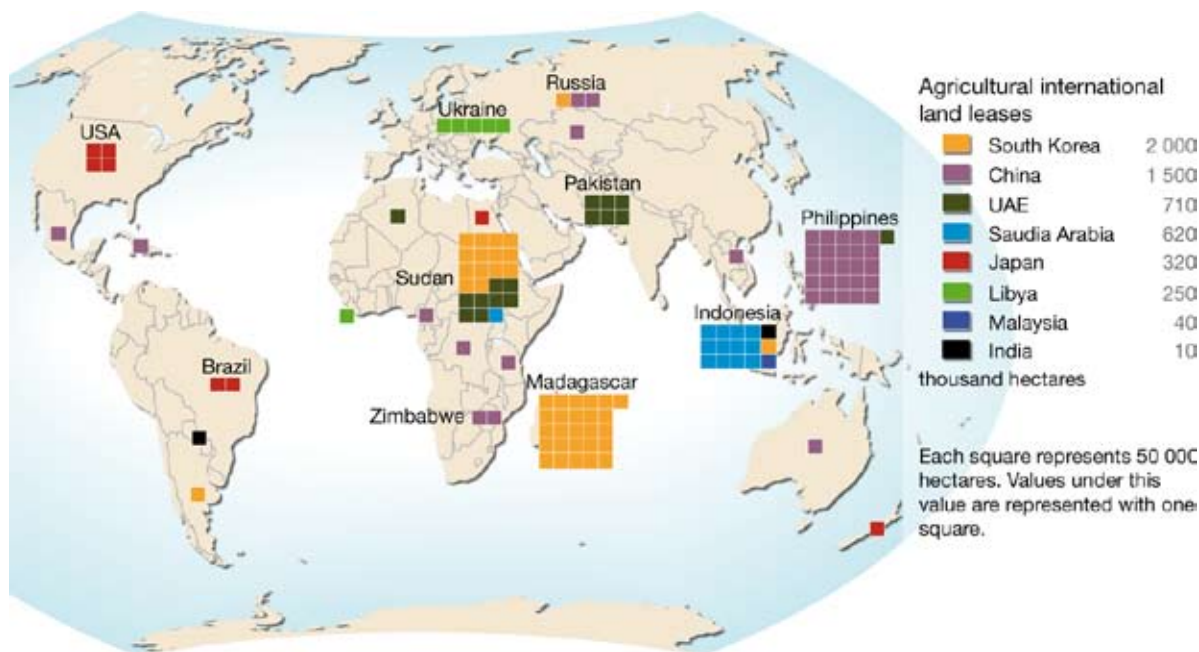 Russia
Ukraine
USA
Pakistan
Philippines
Sudan
Indonesia
Brazil
Madagascar
Zimbabwe
Agricultural international
land leases
South Korea 2 000
China 1 500
UAE 710
Saudia Arabia 620
Japan 320
Libya 250
Malaysia 40
India 10
thousand hectares
Each square represents 50 000
hectares. Values under this
value are represented with one
square.